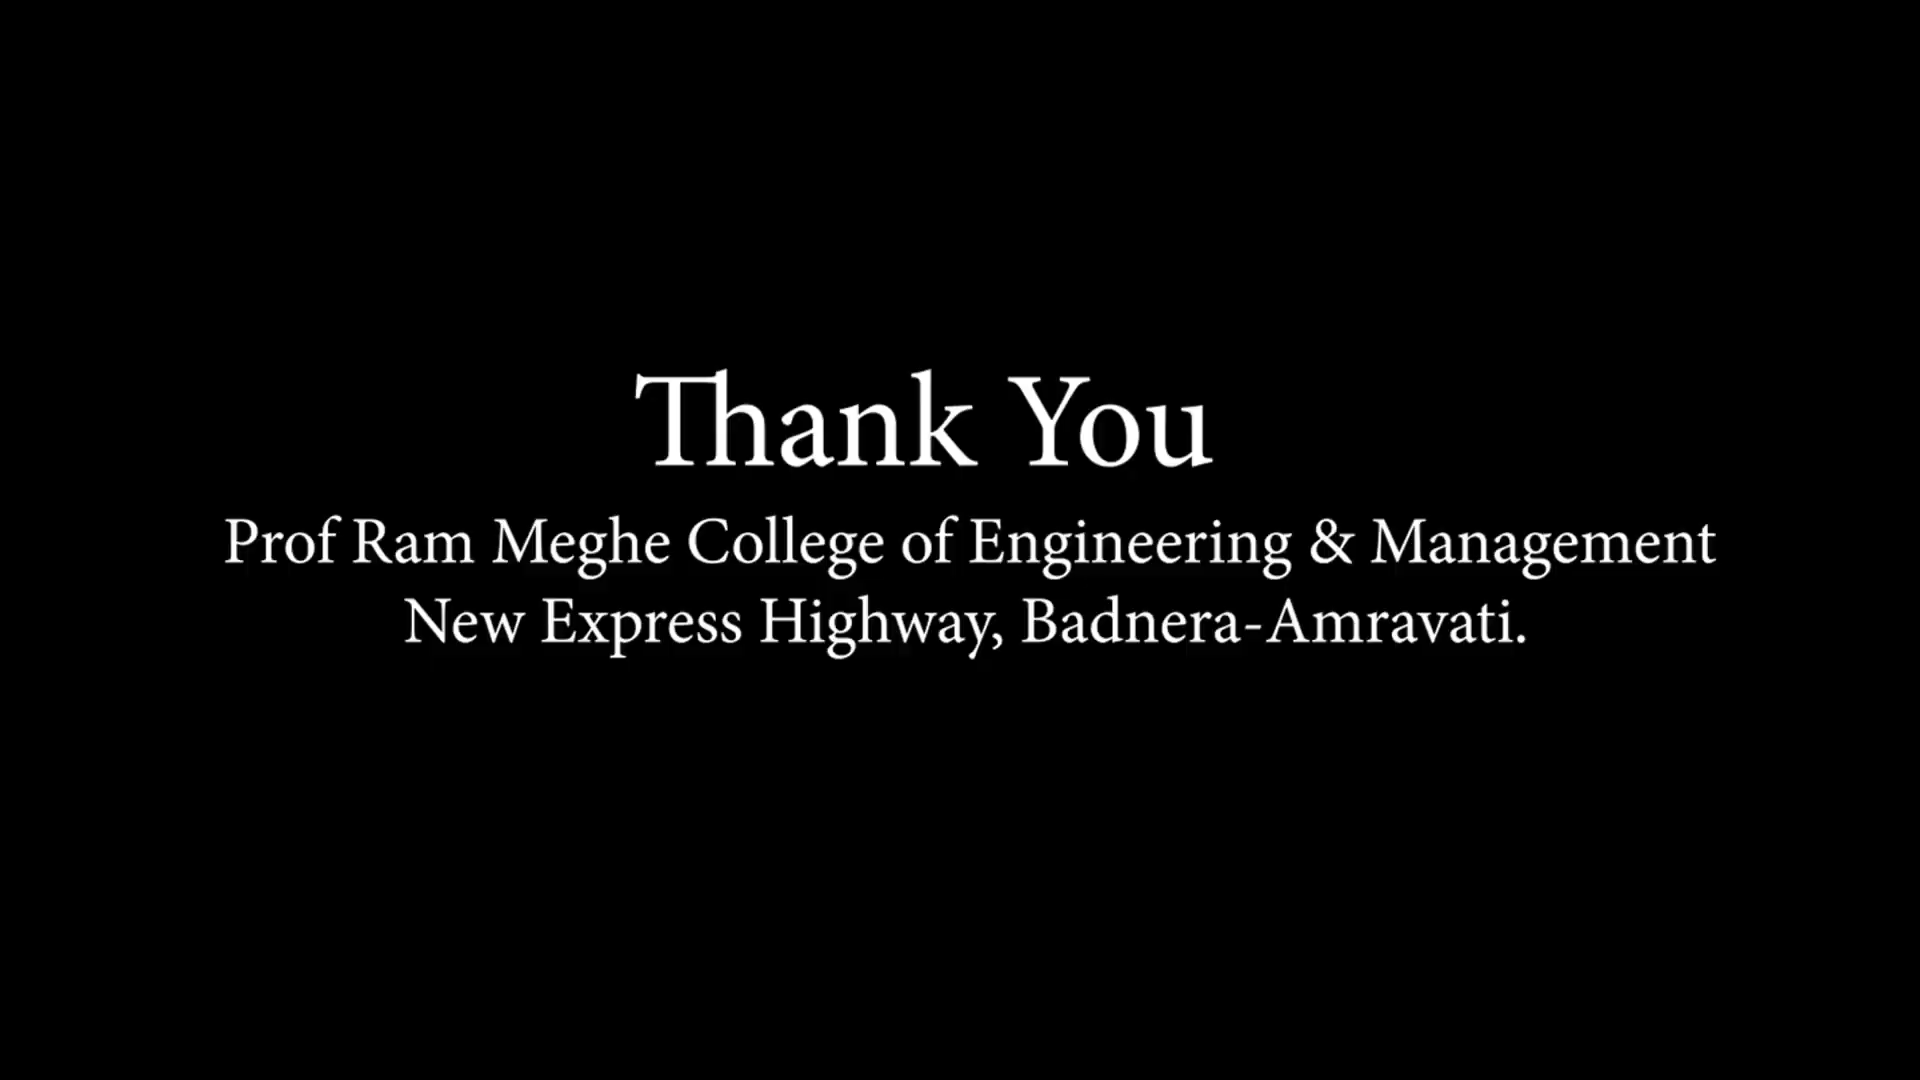 Thank You
Prof Ram Meghe College of Engineering & Management
New Express Highway, Badnera-Amravati.